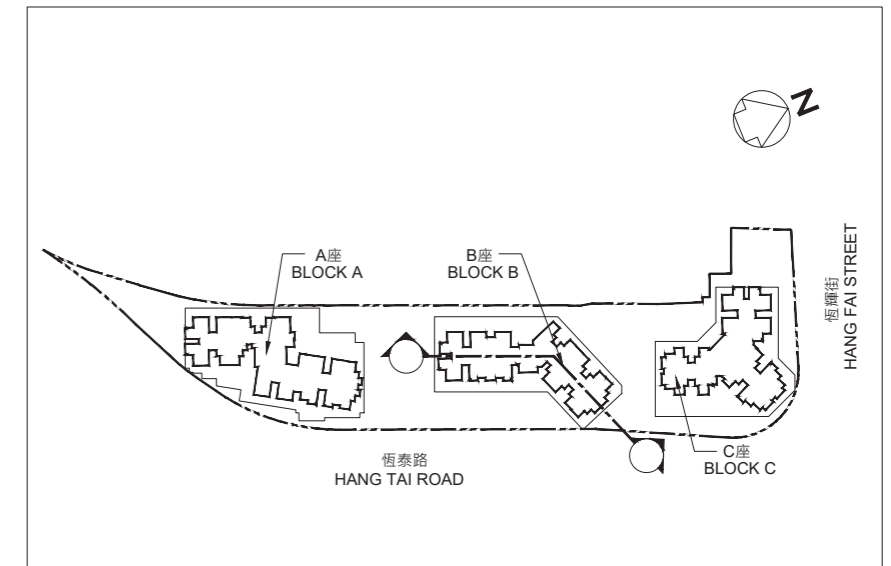 N
A座
BLOCK A
B座
BLOCK B
恆輝街
HANG FAI STREET
C座
BLOCK C
恆泰路
HANG TAI ROAD